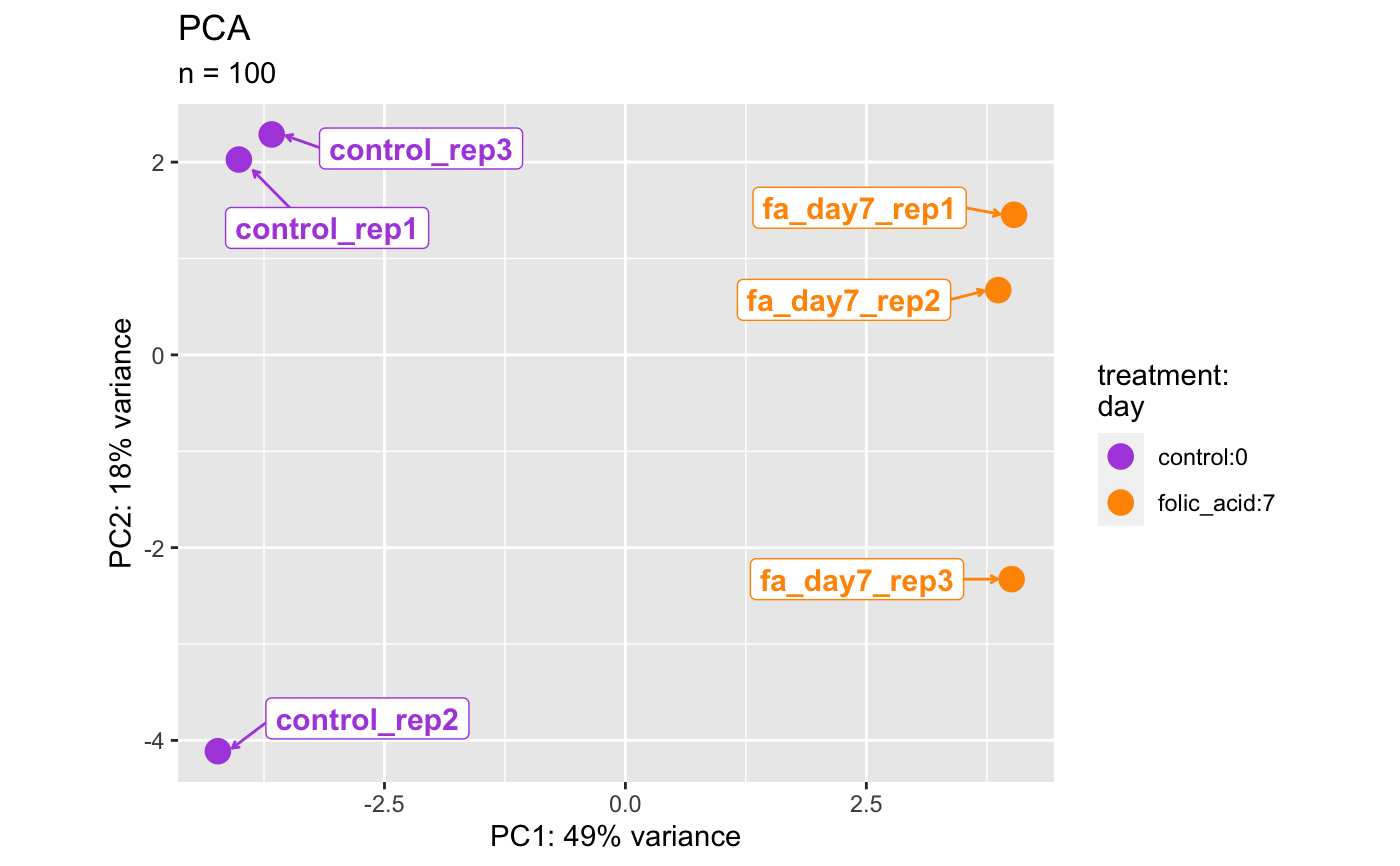 PCA
n = 100
control_rep3
control_rep1
fa_day7_rep1
fa_day7_rep2
fa_day7_rep3
control_rep2
2
0
-2
-4
PC2: 18% variance
-2.5
0.0
2.5
PC1: 49% variance
treatment:
day
control:0
folic_acid:7